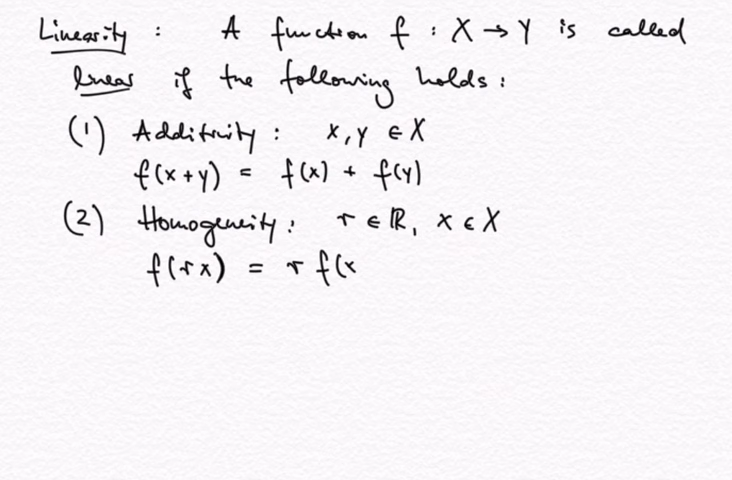 Linearity : A function f : X → Y is called
linear if the following holds :
(1) Additivity : x, y ∈ X
f(x+y) = f(x) + f(y)
(2) Homogeneity : r ∈ ℝ, x ∈ X
f(rx) = r f(x